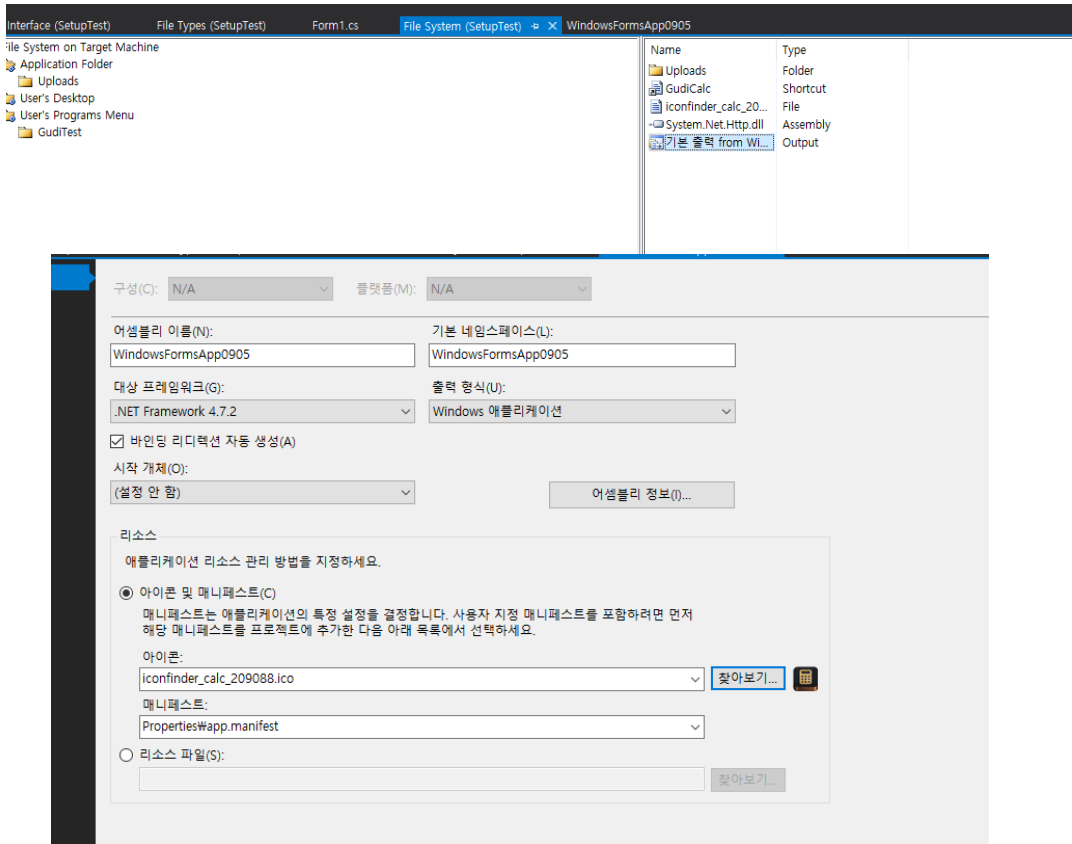 Interface (SetupTest) File Types (SetupTest) Form1.cs File System (SetupTest) WindowsFormsApp0905
File System on Target Machine
Application Folder
Uploads
User's Desktop
User's Programs Menu
GudiTest
Name Type
Uploads Folder
GudiCalc Shortcut
iconfinder_calc_20... File
System.Net.Http.dll Assembly
기본 출력 from Wi... Output
구성(C): N/A 플랫폼(M): N/A
어셈블리 이름(N): 기본 네임스페이스(L):
WindowsFormsApp0905 WindowsFormsApp0905
대상 프레임워크(G): 출력 형식(U):
.NET Framework 4.7.2 Windows 애플리케이션
바인딩 리디렉션 자동 생성(A)
시작 개체(O):
(설정 안 함) 어셈블리 정보(I)...
리소스
애플리케이션 리소스 관리 방법을 지정하세요.
아이콘 및 매니페스트(C)
매니페스트는 애플리케이션의 특정 설정을 결정합니다. 사용자 지정 매니페스트를 포함하려면 먼저
해당 매니페스트를 프로젝트에 추가한 다음 아래 목록에서 선택하세요.
아이콘:
iconfinder_calc_209088.ico 찾아보기...
매니페스트:
Properties₩app.manifest
리소스 파일(S):
찾아보기...